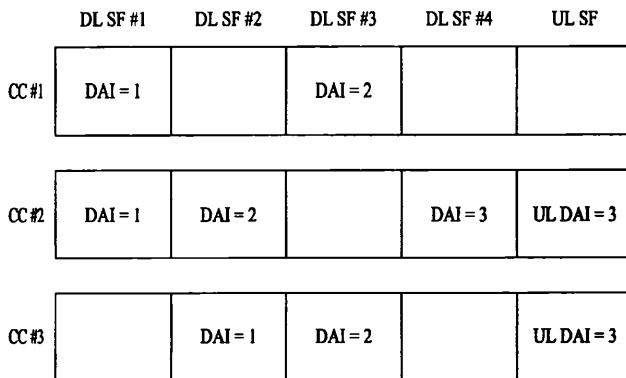 DL SF #1 DL SF #2 DL SF #3 DL SF #4 UL SF
CC #1 DAI = 1 DAI = 2
CC #2 DAI = 1 DAI = 2 DAI = 3 UL DAI = 3
CC #3 DAI = 1 DAI = 2 UL DAI = 3